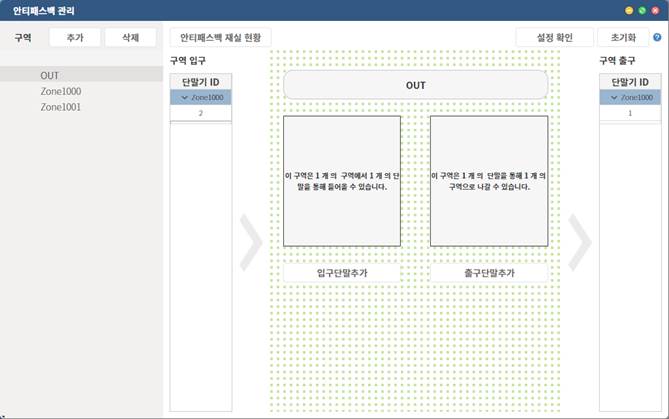 안티패스백 관리
구역 추가 삭제 안티패스백 재실 현황 설정 확인 초기화 ?
구역 입구 구역 출구
OUT
Zone1000
Zone1001
단말기 ID
Zone1000
2
OUT
이 구역은 1 개 의 구역에서 1 개 의 단
말을 통해 들어올 수 있습니다.
이 구역은 1 개 의 단말을 통해 1 개 의
구역으로 나갈 수 있습니다.
입구단말추가
출구단말추가
단말기 ID
Zone1000
1